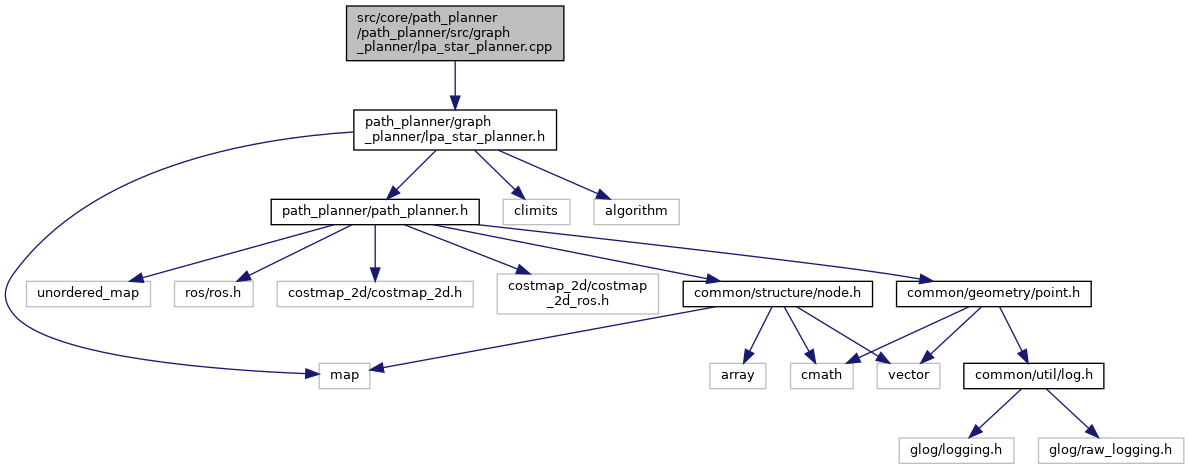 src/core/path_planner
/path_planner/src/graph
_planner/lpa_star_planner.cpp
path_planner/graph
_planner/lpa_star_planner.h
path_planner/path_planner.h
climits
algorithm
unordered_map
ros/ros.h
costmap_2d/costmap_2d.h
costmap_2d/costmap
_2d_ros.h
common/structure/node.h
common/geometry/point.h
map
array
cmath
vector
common/util/log.h
glog/logging.h
glog/raw_logging.h